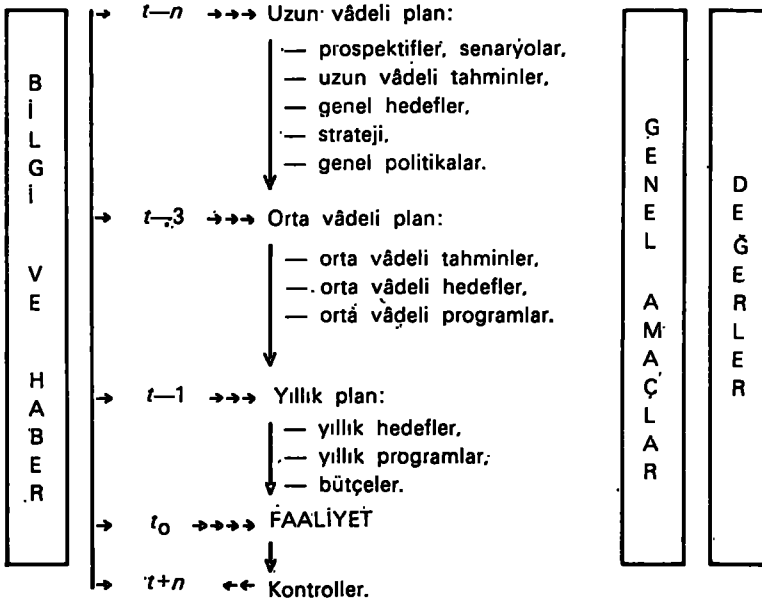 BİLGİ VE HABER
t—n Uzun vâdeli plan:
— prospektifler, senaryolar,
— uzun vâdeli tahminler,
— genel hedefler,
— strateji,
— genel politikalar.
t—3 Orta vâdeli plan:
— orta vâdeli tahminler,
— orta vâdeli hedefler,
— orta vâdeli programlar.
t—1 Yıllık plan:
— yıllık hedefler,
— yıllık programlar,
— bütçeler.
t₀ FAALİYET
t+n Kontroller.
GENEL AMAÇLAR
DEĞERLER